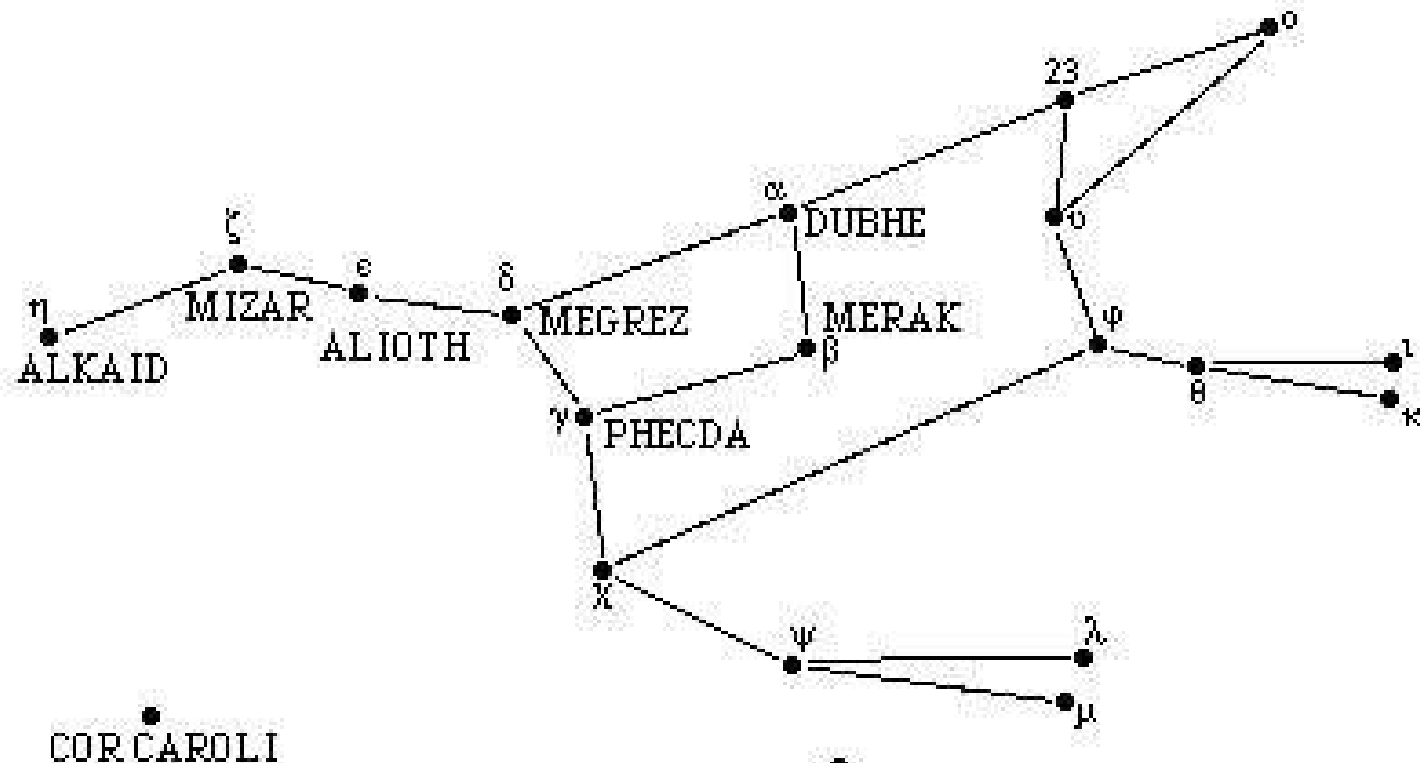 ο
23
α
DUBHE
υ
ζ
ε
δ
η
MIZAR
MEGREZ
MERAK
φ
ALIOTH
β
ι
ALKAID
θ
κ
γ
PHECDA
χ
ψ
λ
μ
COR CAROLI